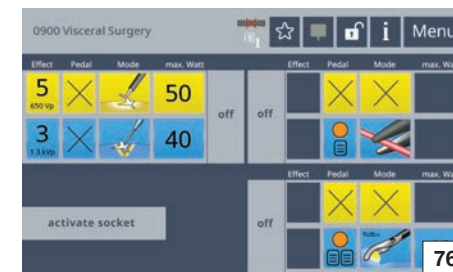 0900 Visceral Surgery
i Menu
Effect Pedal Mode max. Watt
Effect Pedal Mode max. Wa
5
650 Vp
50
off
off
3
1.3 kVp
40
Effect Pedal Mode max. Wa
activate socket
off
76